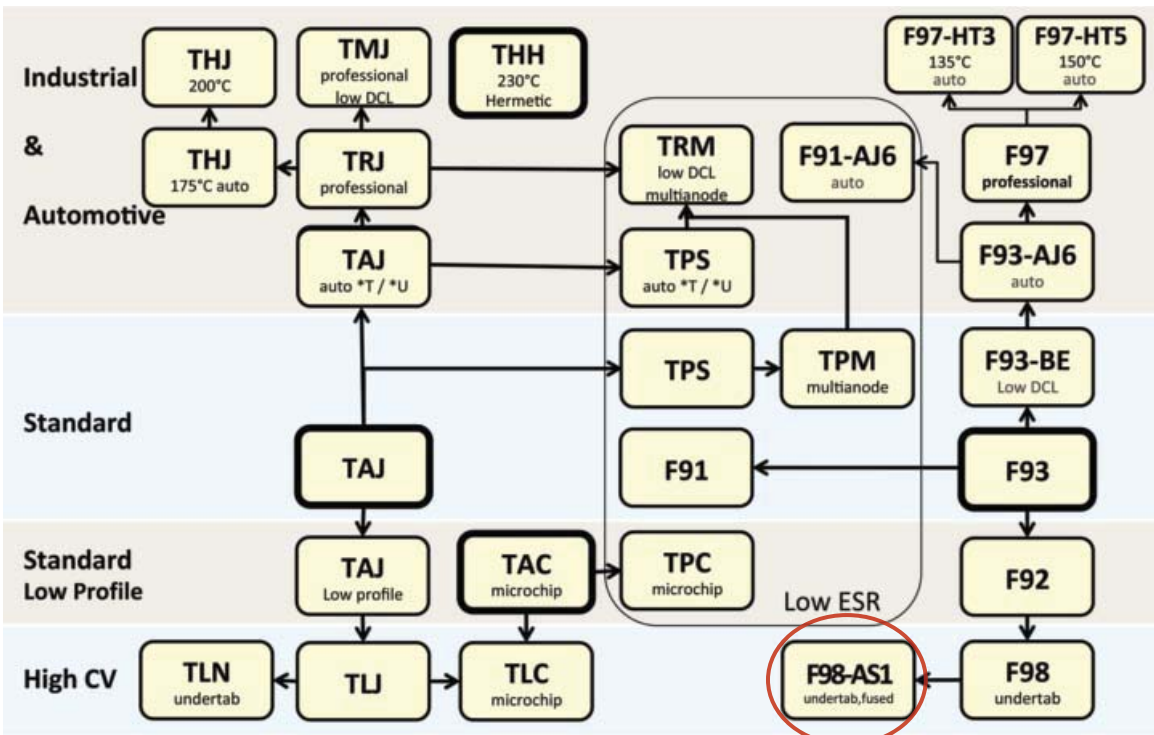 Industrial
&
Automotive
THJ
200°C
TMJ
professional
low DCL
THH
230°C
Hermetic
F97-HT3
135°C
auto
F97-HT5
150°C
auto
THJ
175°C auto
TRJ
professional
TRM
low DCL
multianode
F91-AJ6
auto
F97
professional
TAJ
auto *T / *U
TPS
auto *T / *U
F93-AJ6
auto
Standard
TPS
TPM
multianode
F93-BE
Low DCL
TAJ
F91
F93
Standard
Low Profile
TAJ
Low profile
TAC
microchip
TPC
microchip
Low ESR
F92
High CV
TLN
undertab
TLJ
TLC
microchip
F98-AS1
undertab,fused
F98
undertab